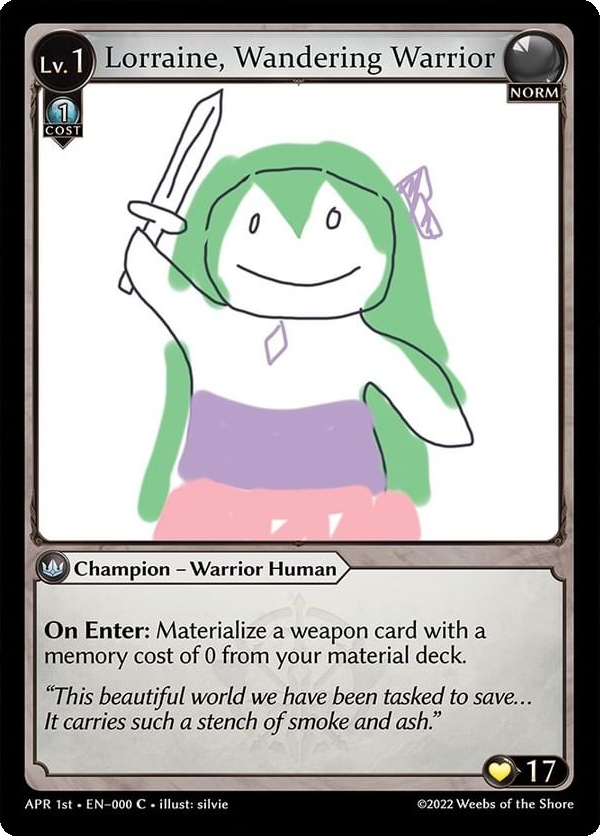 Lv. 1 Lorraine, Wandering Warrior
NORM
1
COST
Champion – Warrior Human
On Enter: Materialize a weapon card with a
memory cost of 0 from your material deck.
“This beautiful world we have been tasked to save…
It carries such a stench of smoke and ash.”
17
APR 1st • EN–000 C • illust: silvie ©2022 Weebs of the Shore